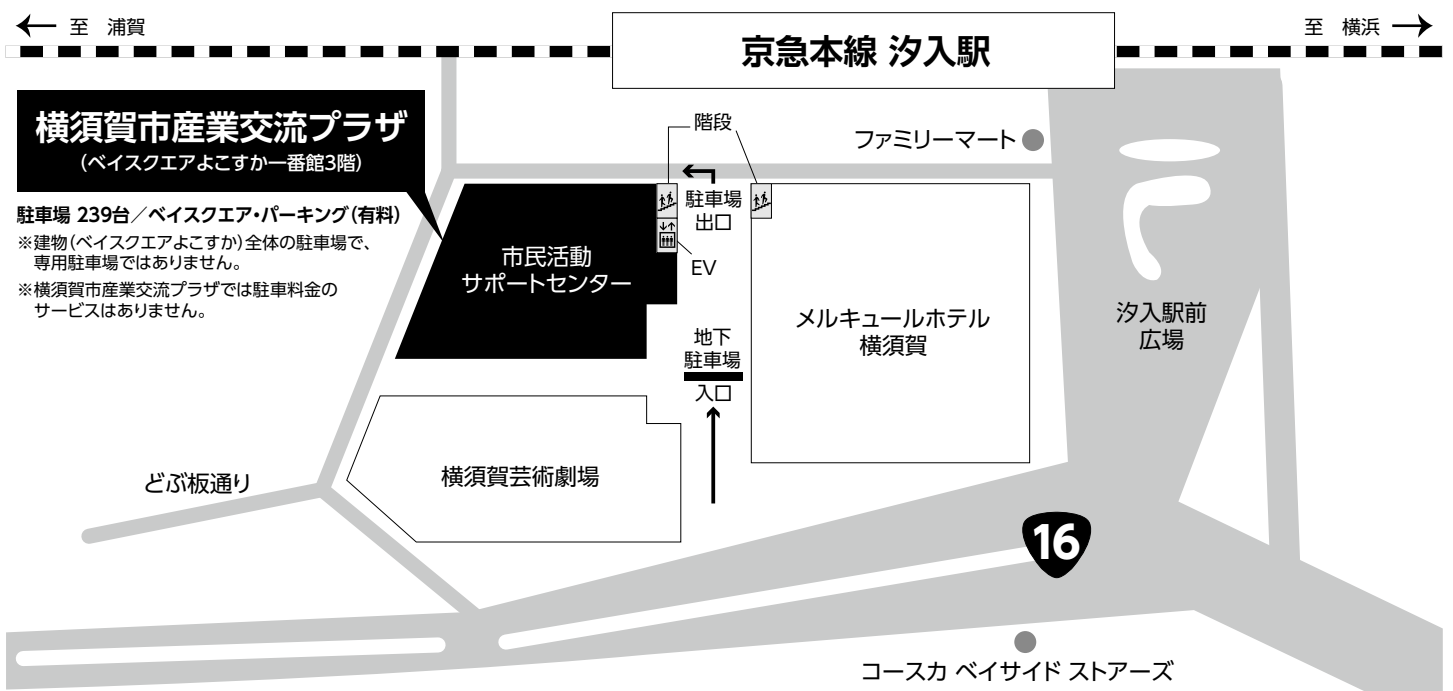 至 浦賀
至 横浜
京急本線 汐入駅
横須賀市産業交流プラザ
(ベイスクエアよこすか一番館3階)
駐車場 239台／ベイスクエア・パーキング(有料)
※建物(ベイスクエアよこすか)全体の駐車場で、
専用駐車場ではありません。
※横須賀市産業交流プラザでは駐車料金の
サービスはありません。
階段
ファミリーマート
駐車場
出口
市民活動
サポートセンター
EV
地下
駐車場
入口
メルキュールホテル
横須賀
汐入駅前
広場
どぶ板通り
横須賀芸術劇場
16
コースカ ベイサイド ストアーズ